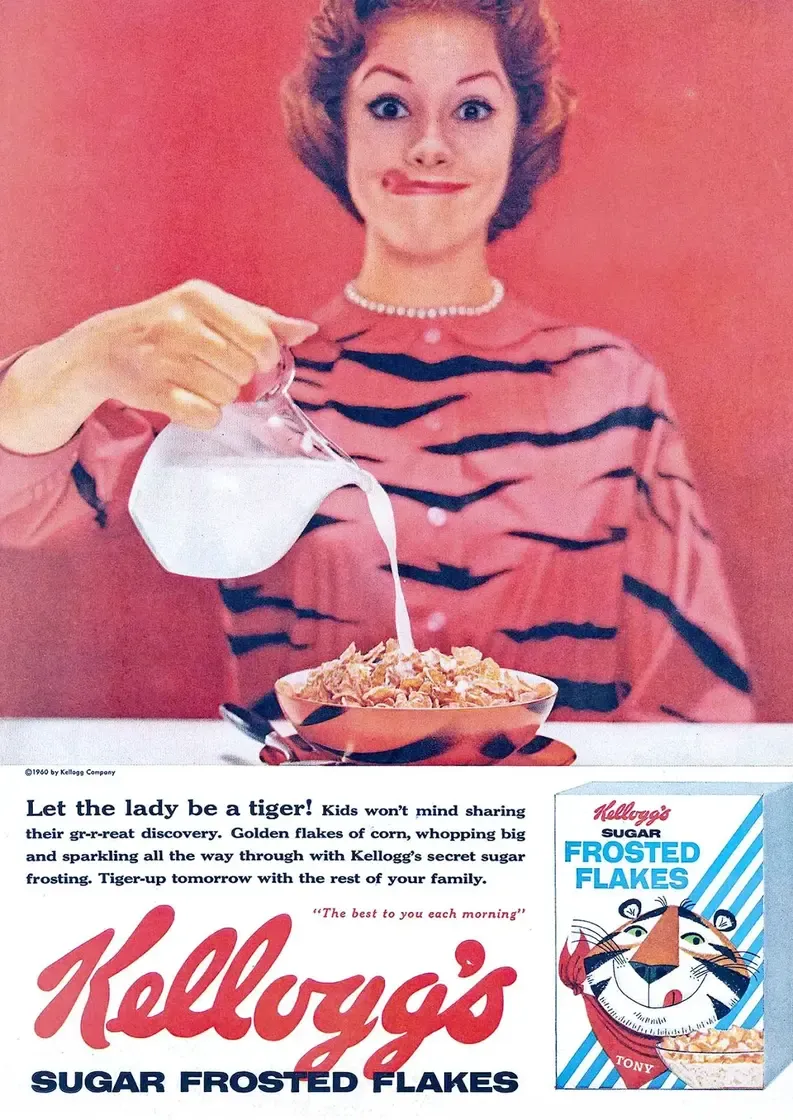 ©1960 by Kellogg Company
Let the lady be a tiger! Kids won't mind sharing
their gr-r-reat discovery. Golden flakes of corn, whopping big
and sparkling all the way through with Kellogg's secret sugar
frosting. Tiger-up tomorrow with the rest of your family.
"The best to you each morning"
Kellogg's
SUGAR FROSTED FLAKES
Kellogg's
SUGAR
FROSTED
FLAKES
TONY